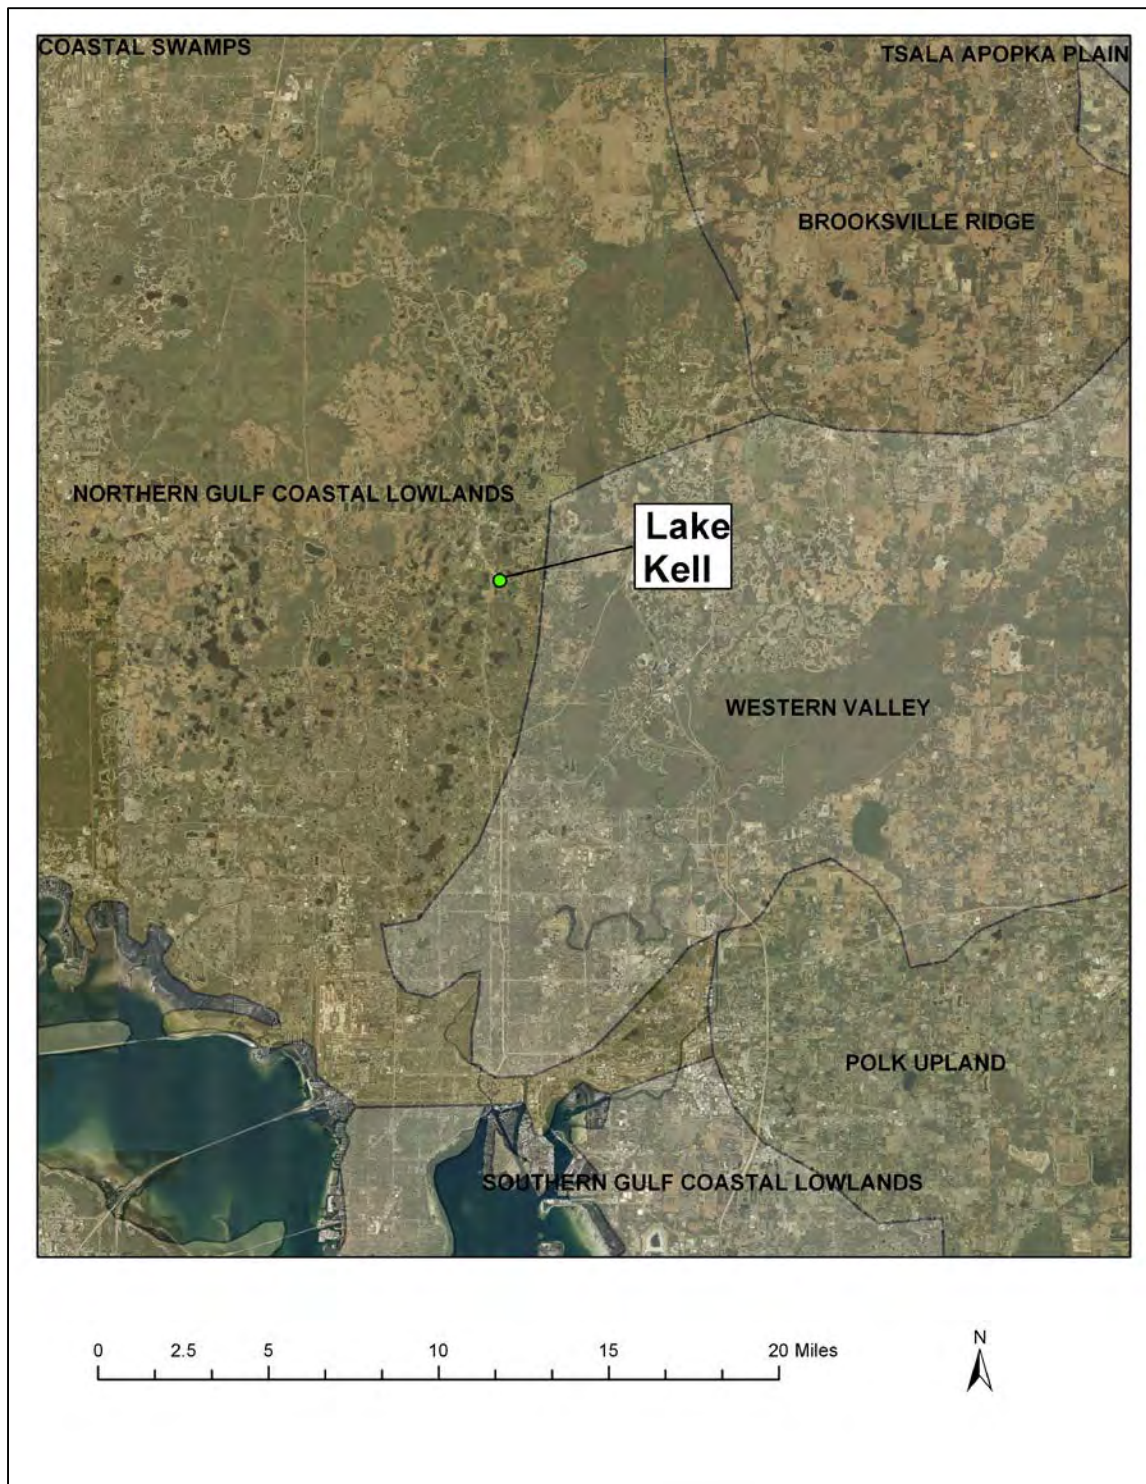 COASTAL SWAMPS
TSALA APOPKA PLAIN
BROOKSVILLE RIDGE
NORTHERN GULF COASTAL LOWLANDS
Lake
Kell
WESTERN VALLEY
POLK UPLAND
SOUTHERN GULF COASTAL LOWLANDS
0 2.5 5 10 15 20 Miles
N